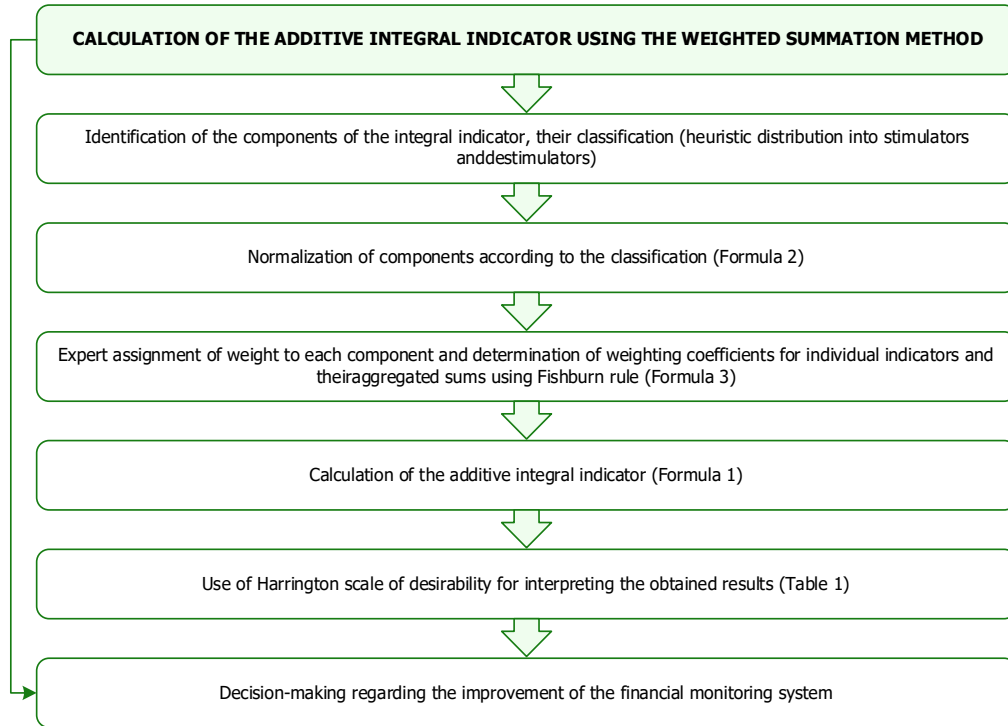 CALCULATION OF THE ADDITIVE INTEGRAL INDICATOR USING THE WEIGHTED SUMMATION METHOD
Identification of the components of the integral indicator, their classification (heuristic distribution into stimulators
anddestimulators)
Normalization of components according to the classification (Formula 2)
Expert assignment of weight to each component and determination of weighting coefficients for individual indicators and
theiraggregated sums using Fishburn rule (Formula 3)
Calculation of the additive integral indicator (Formula 1)
Use of Harrington scale of desirability for interpreting the obtained results (Table 1)
Decision-making regarding the improvement of the financial monitoring system